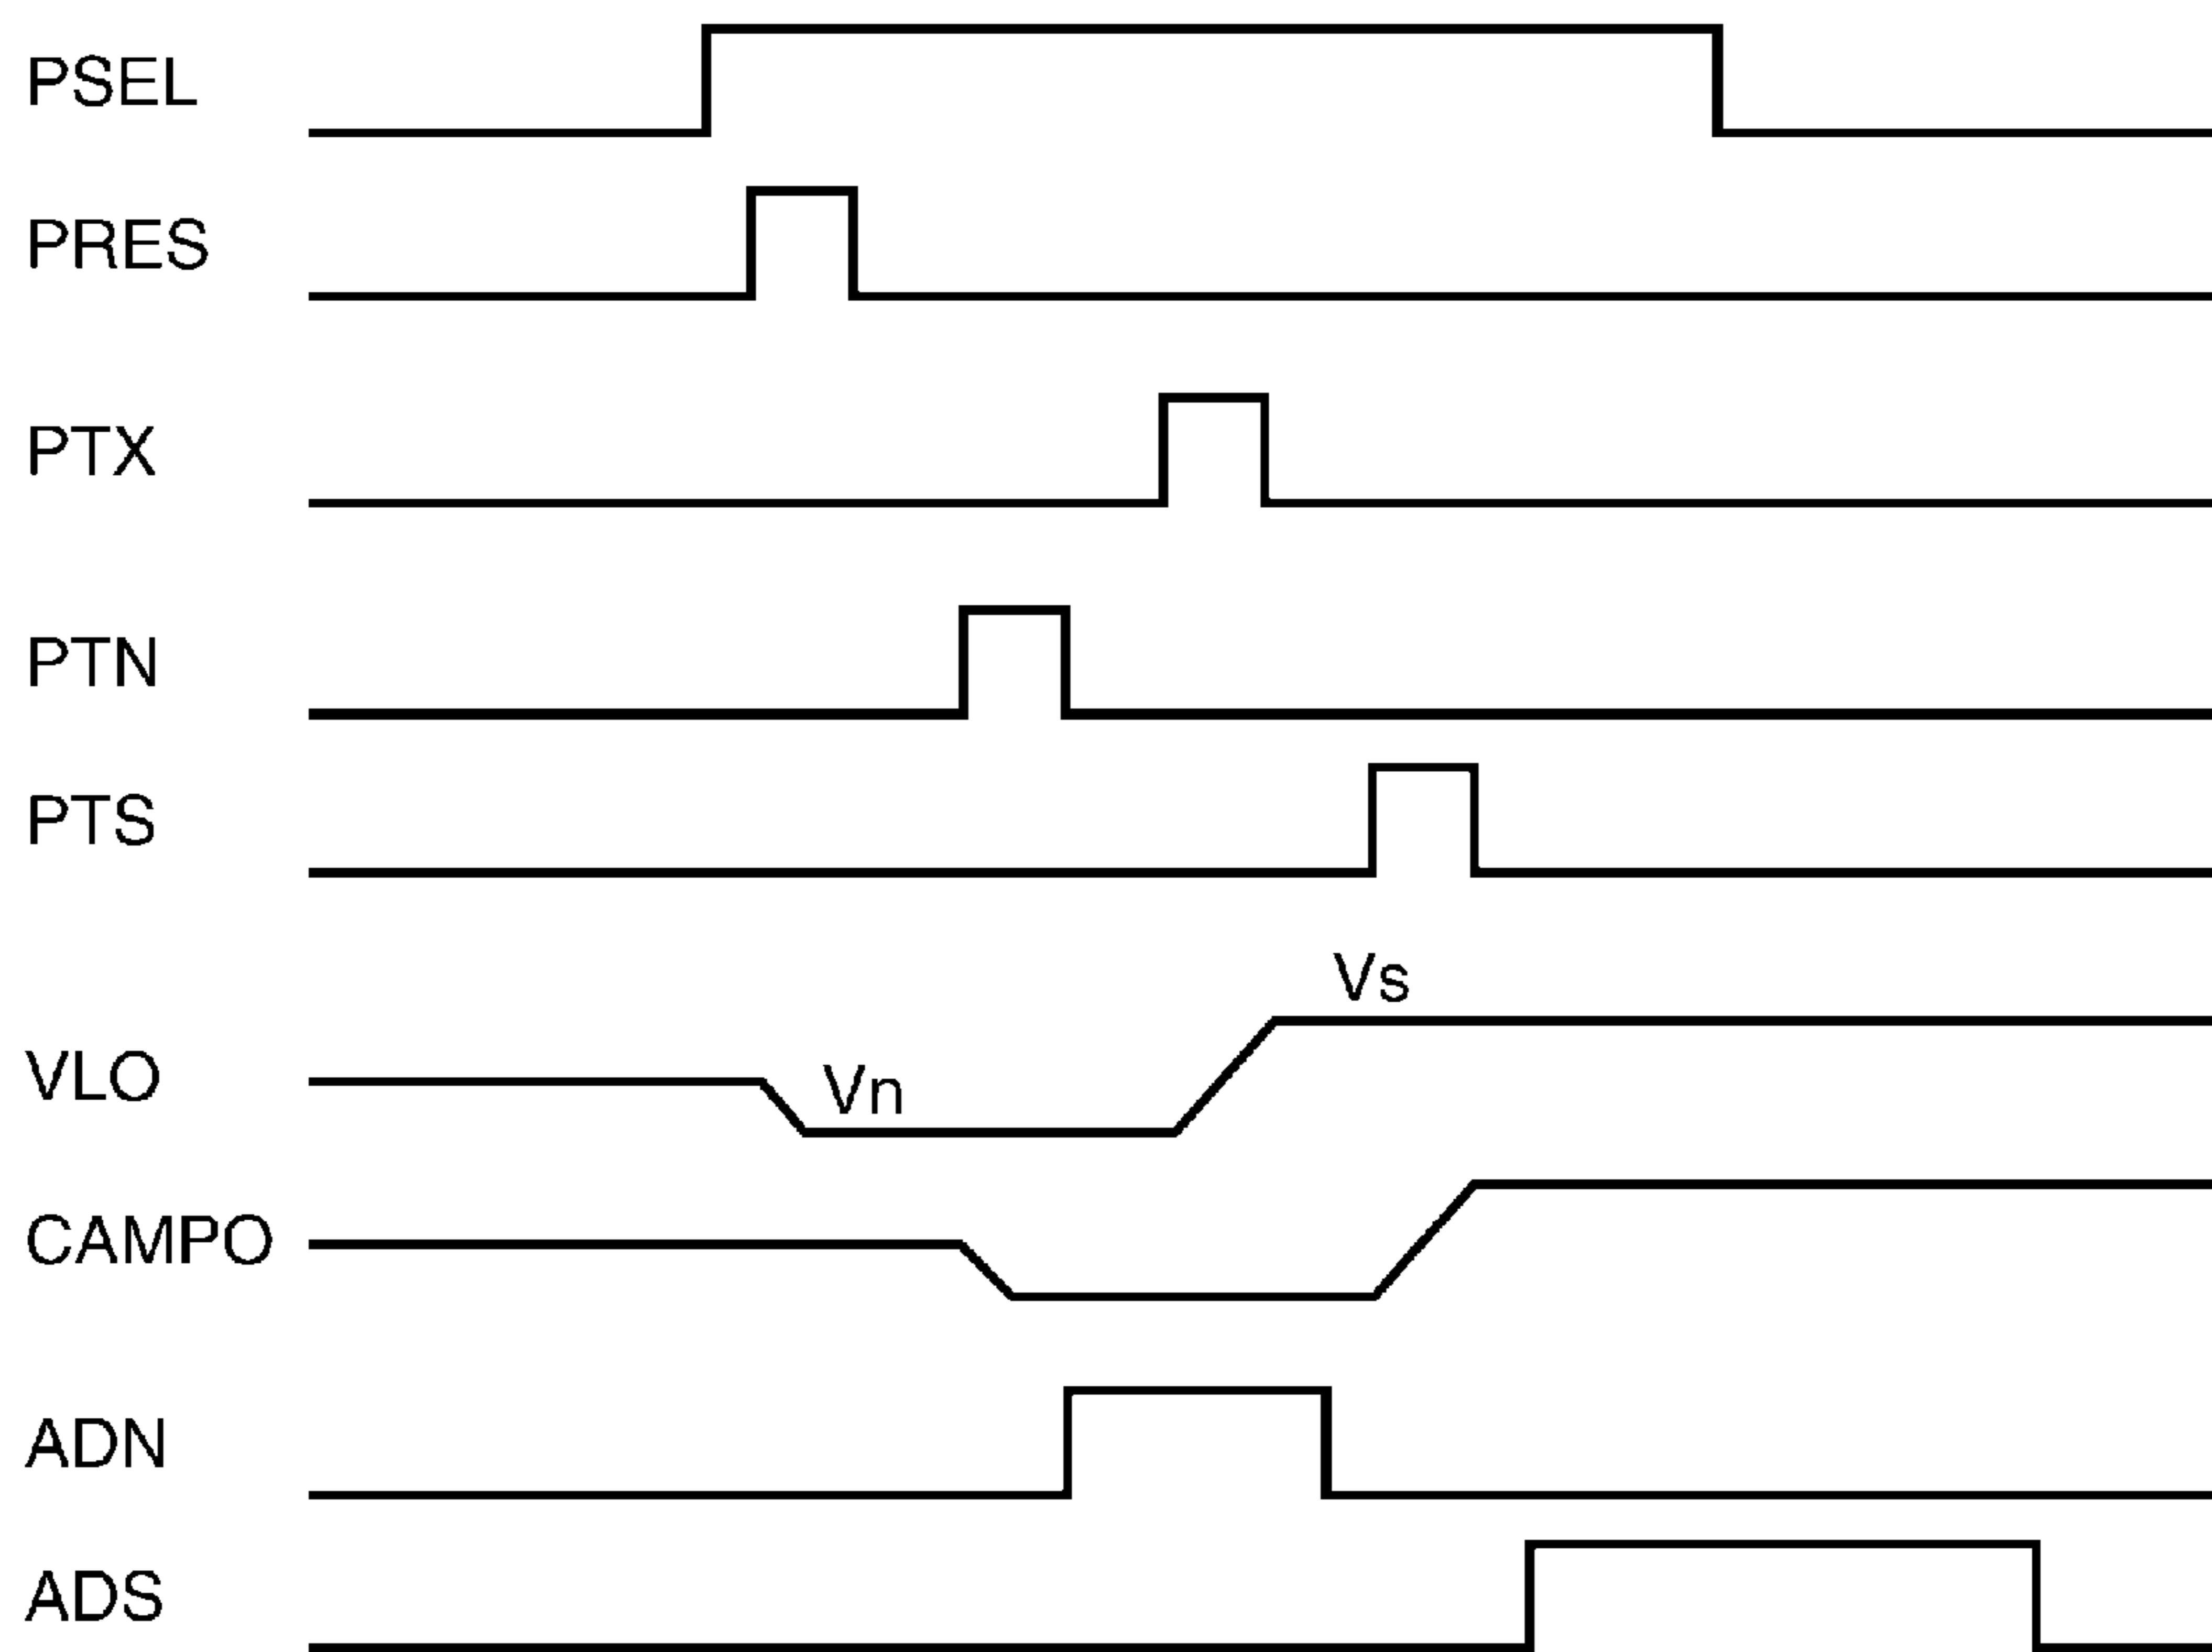 PSEL
PRES
PTX
PTN
PTS
Vs
VLO
Vn
CAMPO
ADN
ADS